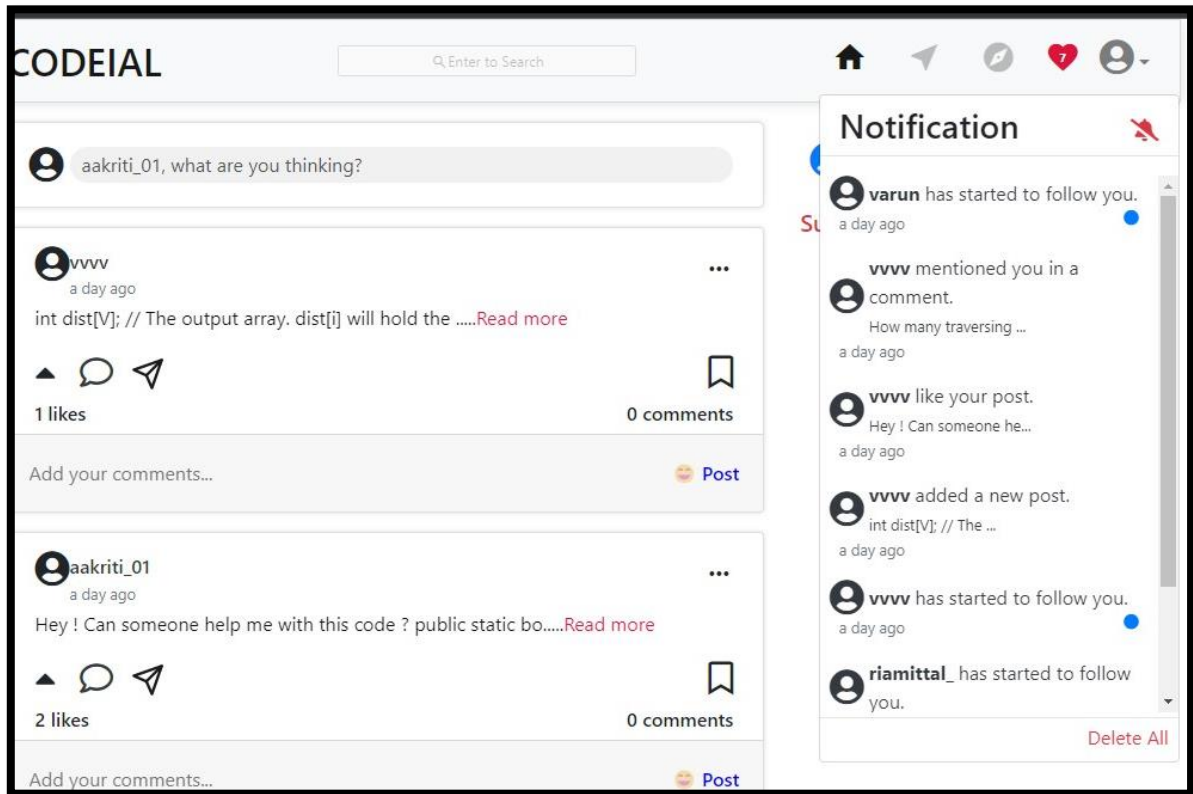 CODEIAL
Enter to Search
7
aakriti_01, what are you thinking?
vvvv
a day ago
int dist[V]; // The output array. dist[i] will hold the .....Read more
1 likes
0 comments
Add your comments...
Post
aakriti_01
a day ago
Hey ! Can someone help me with this code ? public static bo.....Read more
2 likes
0 comments
Add your comments...
Post
Su
Notification
varun has started to follow you.
a day ago
vvvv mentioned you in a
comment.
How many traversing ...
a day ago
vvvv like your post.
Hey ! Can someone he...
a day ago
vvvv added a new post.
int dist[V]; // The ...
a day ago
vvvv has started to follow you.
a day ago
riamittal_ has started to follow
you.
Delete All